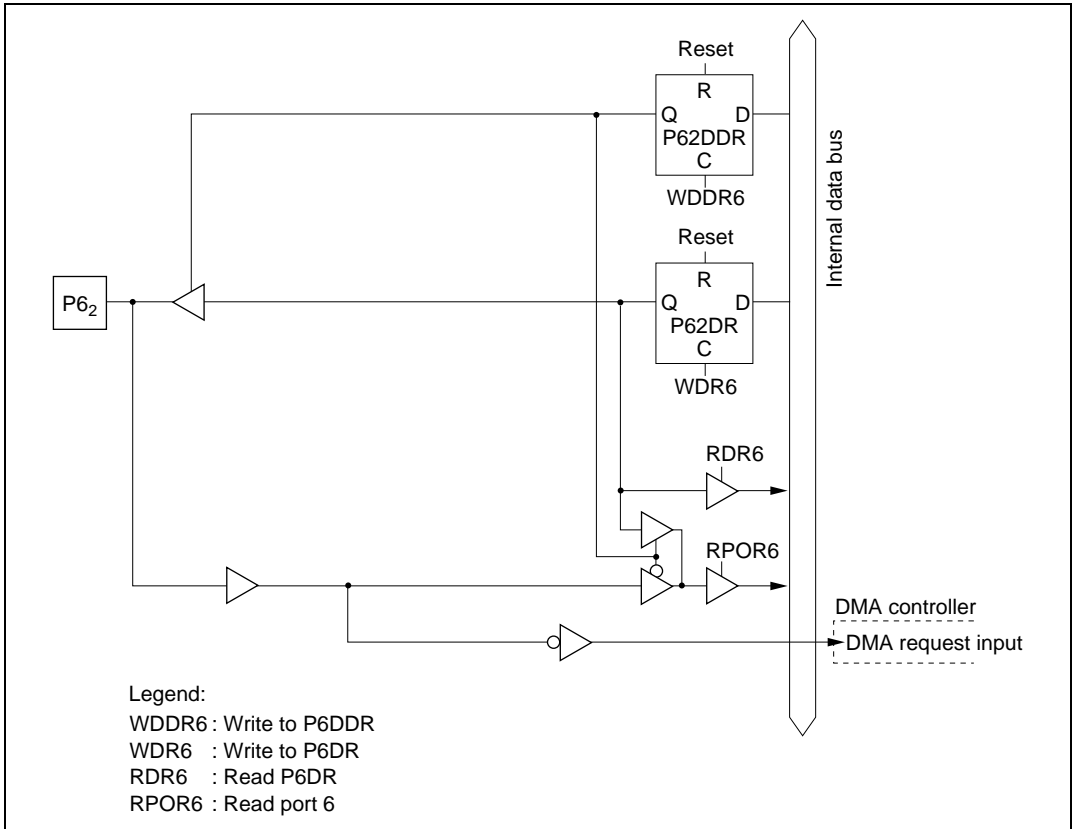 Reset
R
Q D
P62DDR
C
WDDR6
Reset
R
P6₂
Q D
P62DR
C
WDR6
Internal data bus
RDR6
RPOR6
DMA controller
DMA request input
Legend:
WDDR6 : Write to P6DDR
WDR6 : Write to P6DR
RDR6 : Read P6DR
RPOR6 : Read port 6